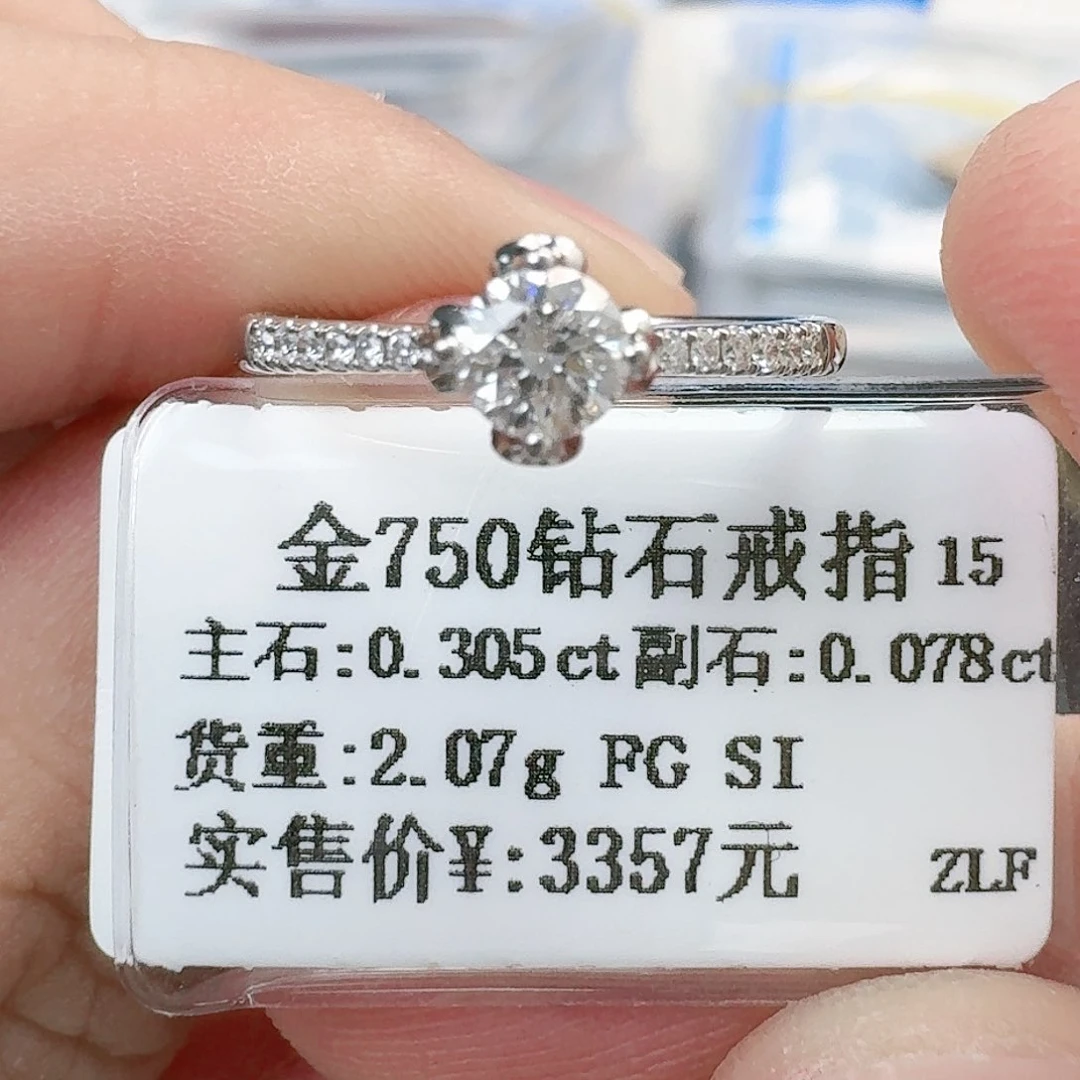 金750钻石戒指 15
主石:0.305ct 副石:0.078ct
货重:2.07g FG SI
实售价¥:3357元 ZLF